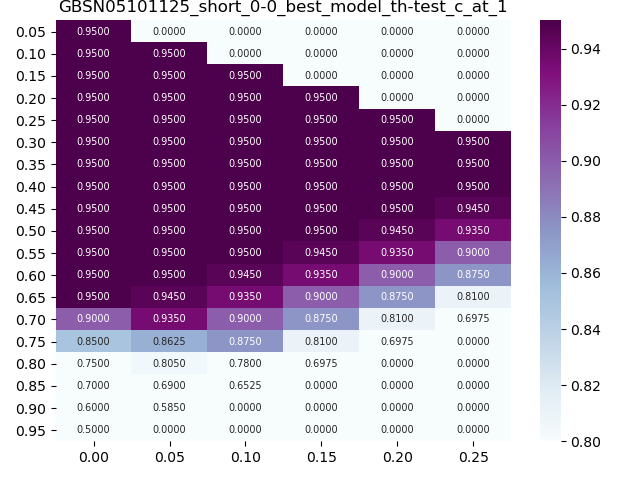 GBSN05101125_short_0-0_best_model_th-test_c_at_1
0.05 0.9500 0.0000 0.0000 0.0000 0.0000 0.0000
0.10 0.9500 0.9500 0.0000 0.0000 0.0000 0.0000
0.15 0.9500 0.9500 0.9500 0.0000 0.0000 0.0000
0.20 0.9500 0.9500 0.9500 0.9500 0.0000 0.0000
0.25 0.9500 0.9500 0.9500 0.9500 0.9500 0.0000
0.30 0.9500 0.9500 0.9500 0.9500 0.9500 0.9500
0.35 0.9500 0.9500 0.9500 0.9500 0.9500 0.9500
0.40 0.9500 0.9500 0.9500 0.9500 0.9500 0.9500
0.45 0.9500 0.9500 0.9500 0.9500 0.9500 0.9450
0.50 0.9500 0.9500 0.9500 0.9500 0.9450 0.9350
0.55 0.9500 0.9500 0.9500 0.9450 0.9350 0.9000
0.60 0.9500 0.9500 0.9450 0.9350 0.9000 0.8750
0.65 0.9500 0.9450 0.9350 0.9000 0.8750 0.8100
0.70 0.9000 0.9350 0.9000 0.8750 0.8100 0.6975
0.75 0.8500 0.8625 0.8750 0.8100 0.6975 0.0000
0.80 0.7500 0.8050 0.7800 0.6975 0.0000 0.0000
0.85 0.7000 0.6900 0.6525 0.0000 0.0000 0.0000
0.90 0.6000 0.5850 0.0000 0.0000 0.0000 0.0000
0.95 0.5000 0.0000 0.0000 0.0000 0.0000 0.0000
0.00 0.05 0.10 0.15 0.20 0.25
0.94
0.92
0.90
0.88
0.86
0.84
0.82
0.80